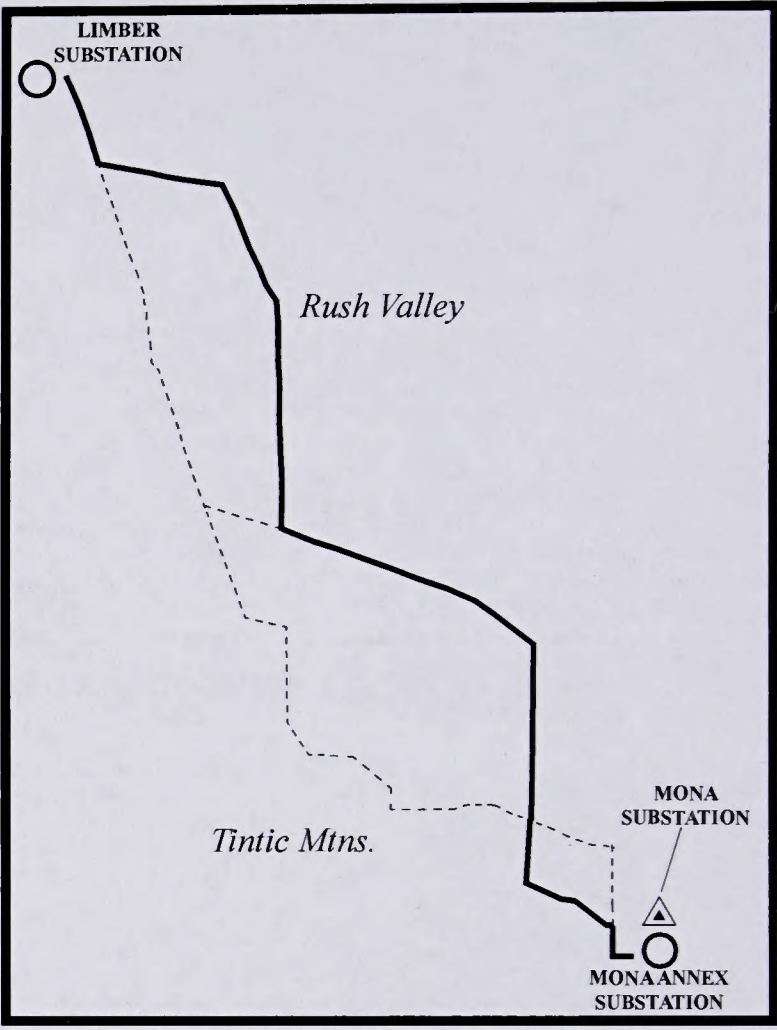 LIMBER
SUBSTATION
Rush Valley
MONA
SUBSTATION
Tintic Mtns.
MONA ANNEX
SUBSTATION